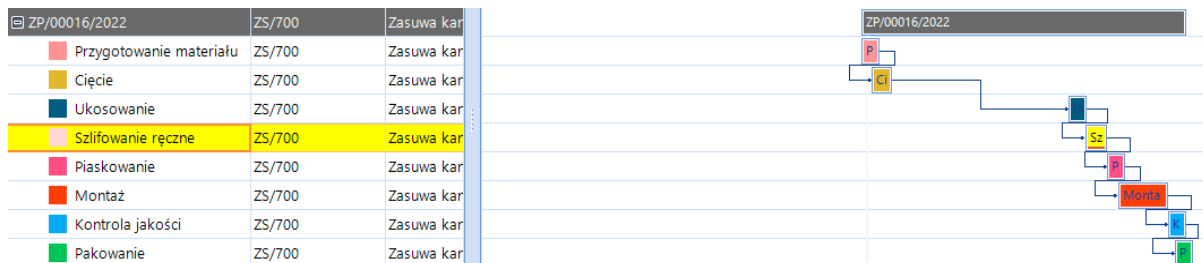 ZP/00016/2022 ZS/700 Zasuwa kar ZP/00016/2022
Przygotowanie materiału ZS/700 Zasuwa kar P
Cięcie ZS/700 Zasuwa kar Ci
Ukosowanie ZS/700 Zasuwa kar
Szlifowanie ręczne ZS/700 Zasuwa kar Sz
Piaskowanie ZS/700 Zasuwa kar P
Montaż ZS/700 Zasuwa kar Monta
Kontrola jakości ZS/700 Zasuwa kar K
Pakowanie ZS/700 Zasuwa kar P